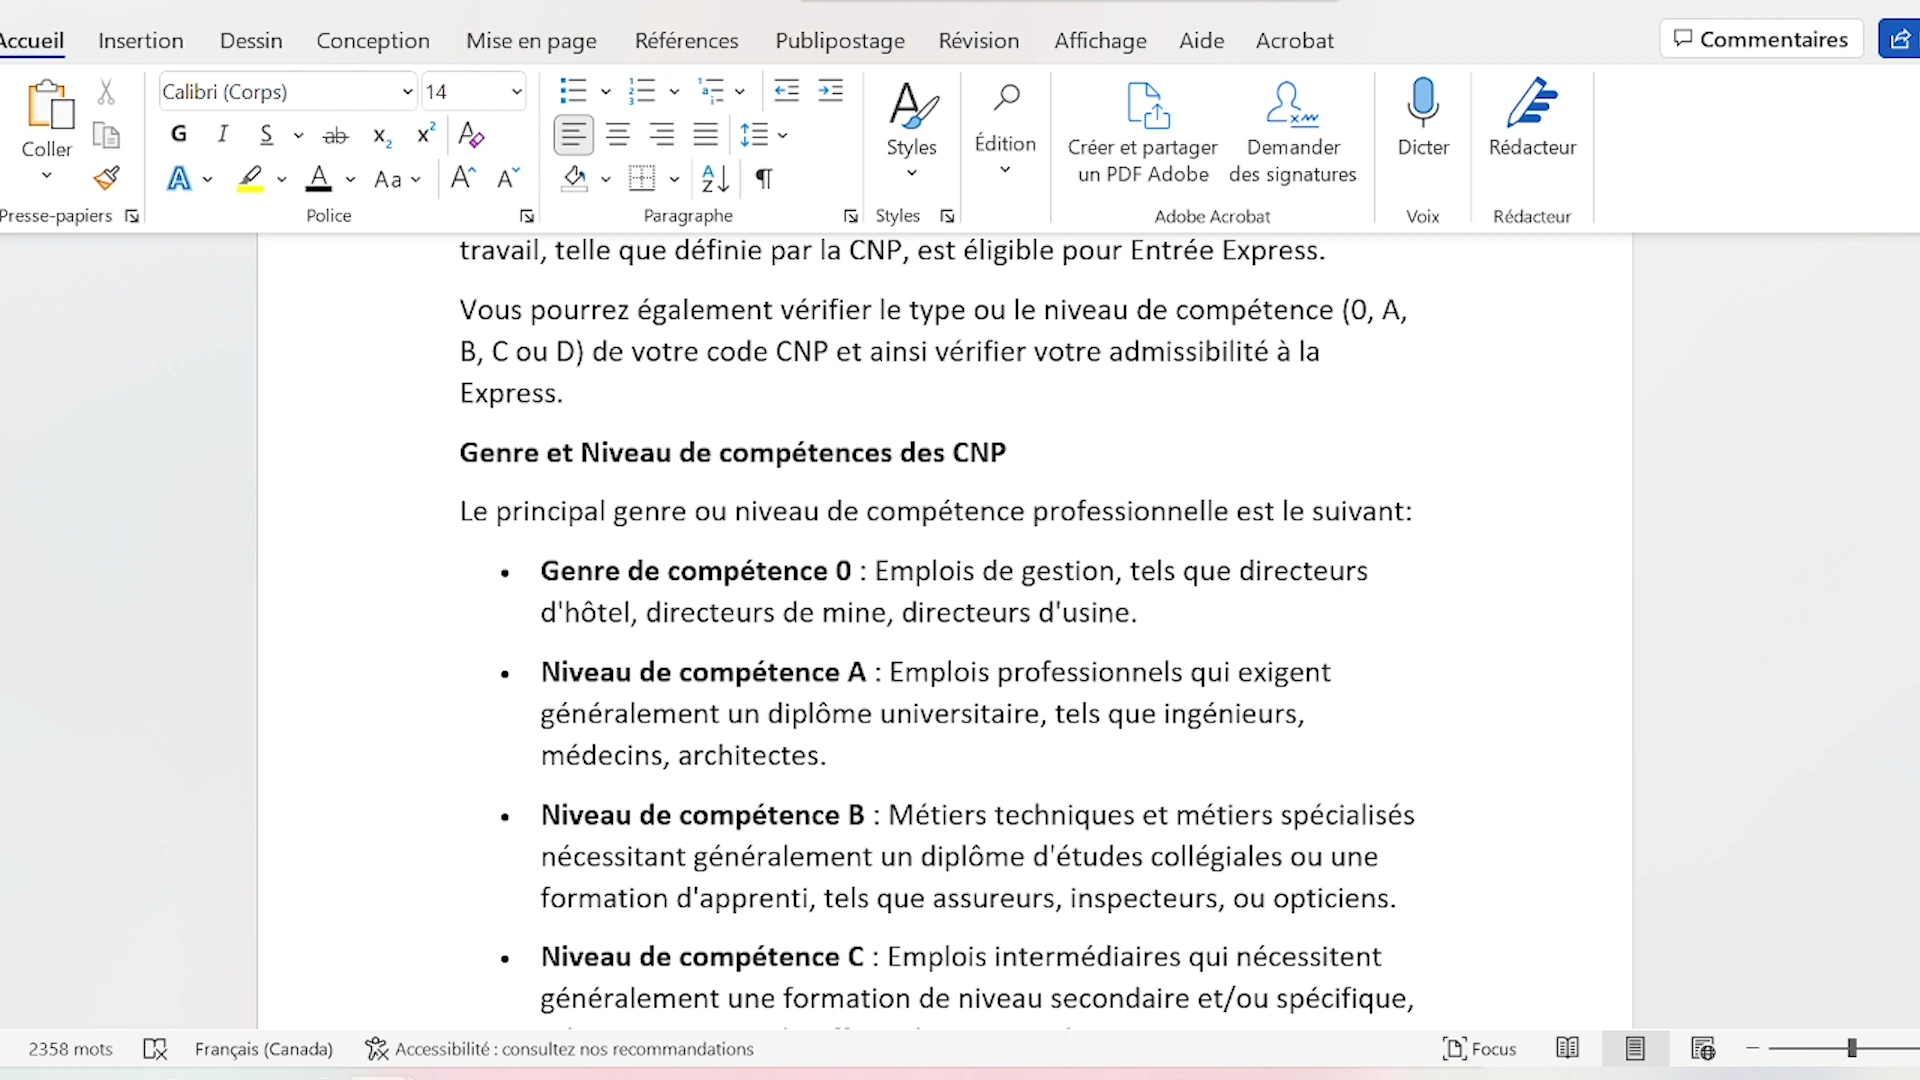 Accueil Insertion Dessin Conception Mise en page Références Publipostage Révision Affichage Aide Acrobat Commentaires
Calibri (Corps) 14
G I S ab x₂ x² A
Coller Styles Édition Créer et partager un PDF Adobe Demander des signatures Dicter Rédacteur
A A Aa A A
Presse-papiers Police Paragraphe Styles Adobe Acrobat Voix Rédacteur
travail, telle que définie par la CNP, est éligible pour Entrée Express.
Vous pourrez également vérifier le type ou le niveau de compétence (0, A,
B, C ou D) de votre code CNP et ainsi vérifier votre admissibilité à la
Express.
Genre et Niveau de compétences des CNP
Le principal genre ou niveau de compétence professionnelle est le suivant:
• Genre de compétence 0 : Emplois de gestion, tels que directeurs
d'hôtel, directeurs de mine, directeurs d'usine.
• Niveau de compétence A : Emplois professionnels qui exigent
généralement un diplôme universitaire, tels que ingénieurs,
médecins, architectes.
• Niveau de compétence B : Métiers techniques et métiers spécialisés
nécessitant généralement un diplôme d'études collégiales ou une
formation d'apprenti, tels que assureurs, inspecteurs, ou opticiens.
• Niveau de compétence C : Emplois intermédiaires qui nécessitent
généralement une formation de niveau secondaire et/ou spécifique,
2358 mots Français (Canada) Accessibilité : consultez nos recommandations Focus